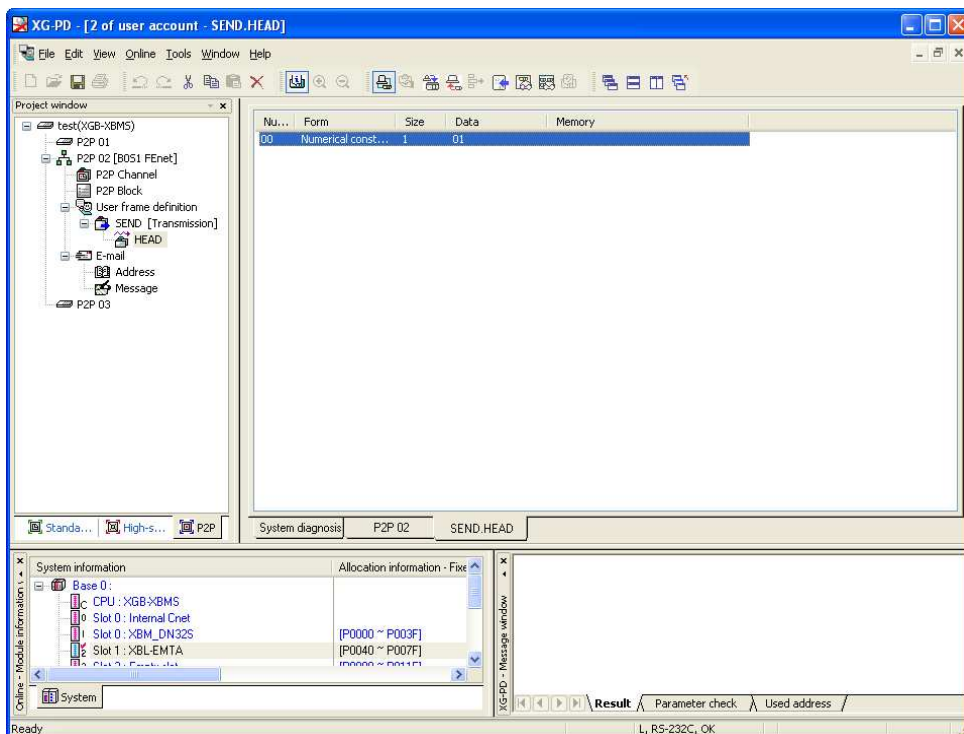 XG-PD - [2 of user account - SEND.HEAD]
File Edit View Online Tools Window Help
Project window
test(XGB-XBMS)
P2P 01
P2P 02 [B0S1 FEnet]
P2P Channel
P2P Block
User frame definition
SEND [Transmission]
HEAD
E-mail
Address
Message
P2P 03
Standa... High-s... P2P
Nu... Form Size Data Memory
00 Numerical const... 1 01
System diagnosis P2P 02 SEND.HEAD
Online - Module information
System information Allocation information - Fixe
Base 0 :
CPU : XGB-XBMS
Slot 0 : Internal Cnet
Slot 0 : XBM_DN32S [P0000 ~ P003F]
Slot 1 : XBL-EMTA [P0040 ~ P007F]
System
XG-PD - Message window
Result Parameter check Used address
Ready L, RS-232C, OK